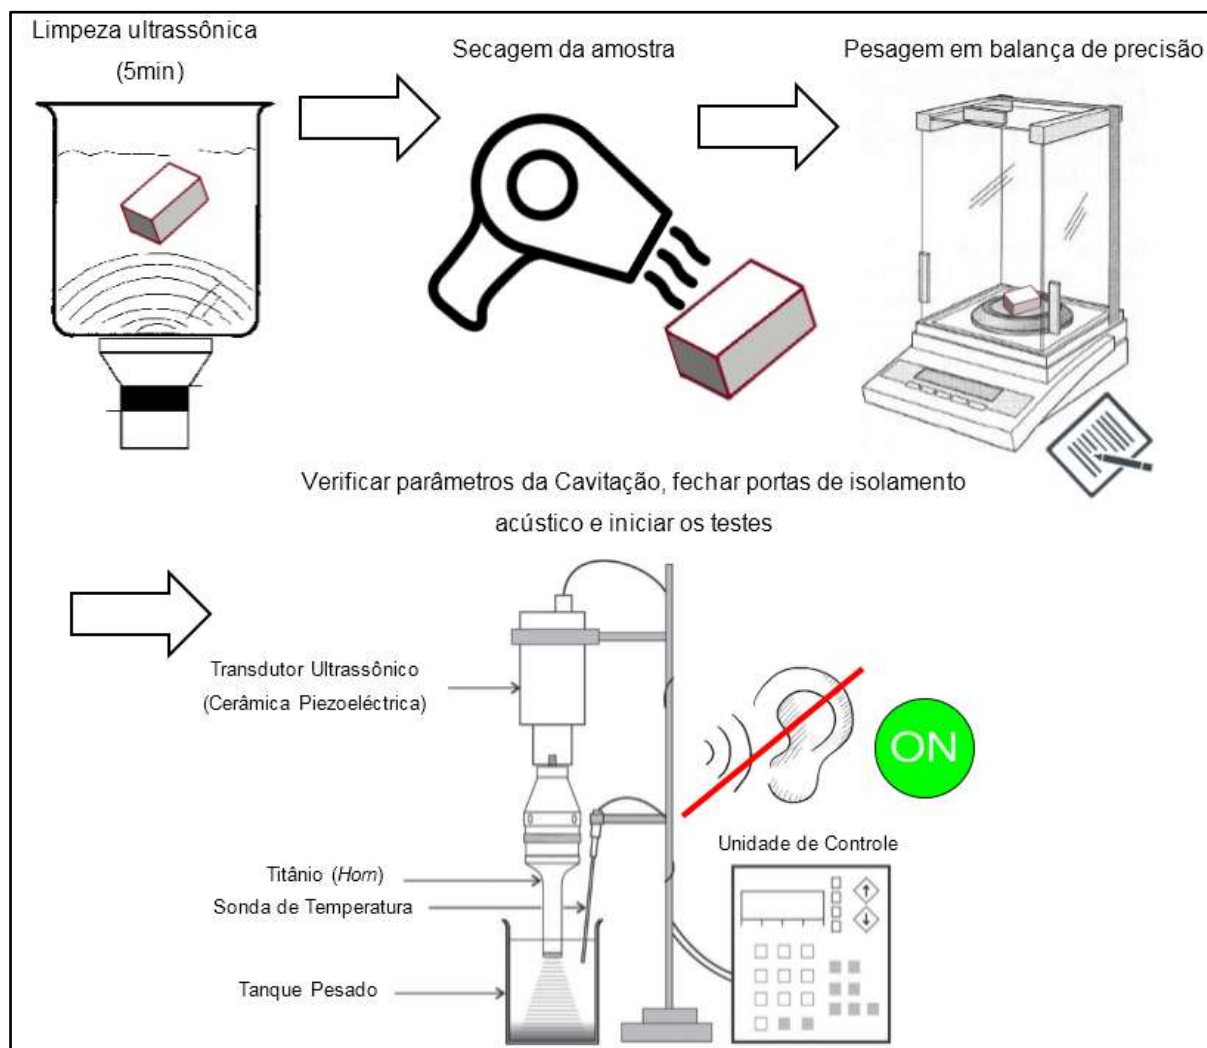 Limpeza ultrassônica
(5min)
Secagem da amostra
Pesagem em balança de precisão
Verificar parâmetros da Cavitação, fechar portas de isolamento
acústico e iniciar os testes
Transdutor Ultrassônico
(Cerâmica Piezoeléctrica)
ON
Unidade de Controle
Titânio (Horn)
Sonda de Temperatura
Tanque Pesado